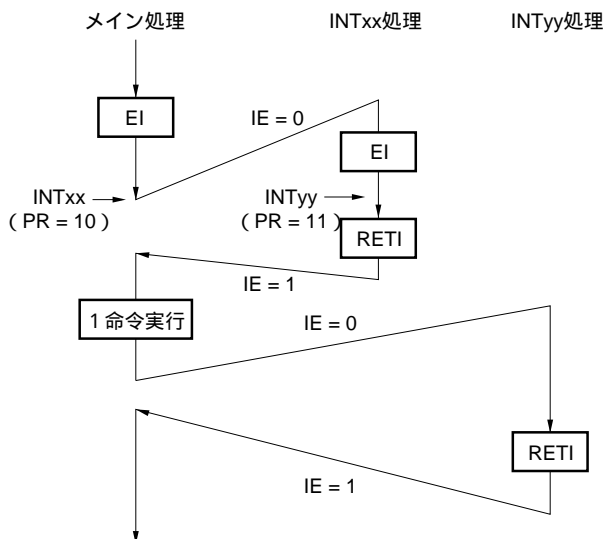 メイン処理
INTxx処理
INTyy処理
EI
IE = 0
EI
INTxx
(PR = 10)
INTyy
(PR = 11)
RETI
IE = 1
1 命令実行
IE = 0
RETI
IE = 1